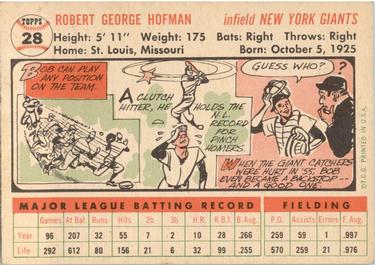 TOPPS
28
ROBERT GEORGE HOFMAN infield NEW YORK GIANTS
Height: 5' 11" Weight: 175 Bats: Right Throws: Right
Home: St. Louis, Missouri Born: October 5, 1925
BOB CAN PLAY
ANY POSITION
ON THE TEAM.
A CLUTCH
HITTER, HE HOLDS THE
N.L.
RECORD
FOR
PINCH
HOMERS.
GUESS WHO?
?
WHEN THE GIANT CATCHERS
WERE HURT IN '55, BOB
EVEN BECAME A BACKSTOP—
AND A GOOD ONE.
© T.C.G. PRINTED IN U.S.A.
MAJOR LEAGUE BATTING RECORD FIELDING
Games At Bat Runs Hits 2b 3b H.R. R.B.I. B.Avg. P.O. Assists Errors F.Avg.
Year 96 207 32 55 7 2 10 28 .266 259 59 1 .997
Life 292 612 80 156 21 6 32 99 .255 570 259 21 .976